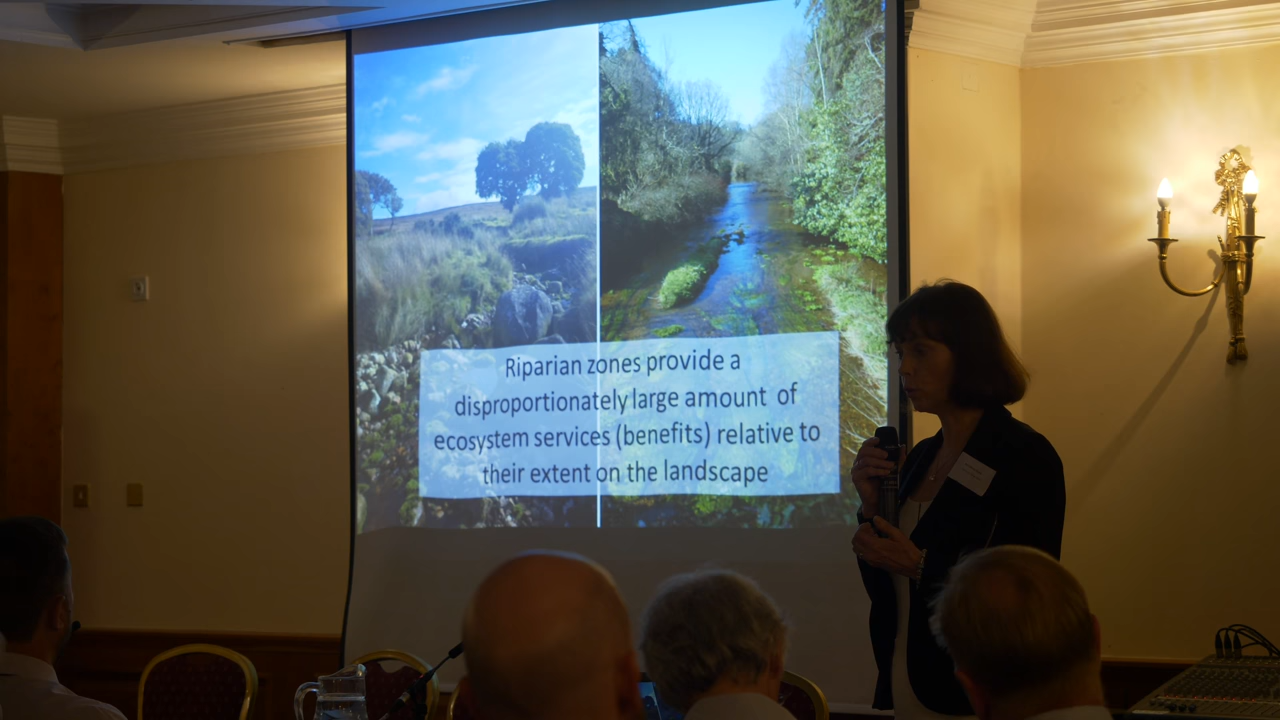 Riparian zones provide a
disproportionately large amount of
ecosystem services (benefits) relative to
their extent on the landscape